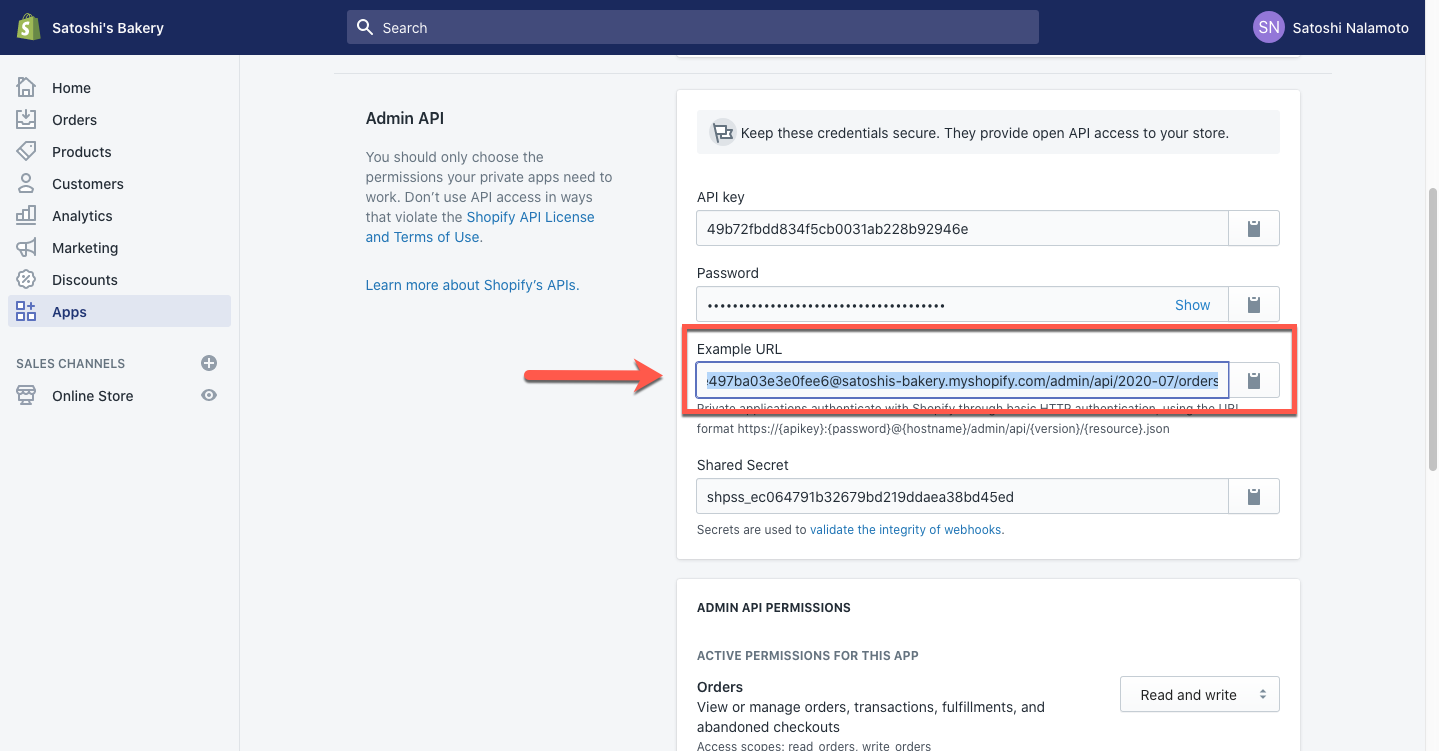 Satoshi's Bakery
Search
SN
Satoshi Nalamoto
Home
Orders
Products
Customers
Analytics
Marketing
Discounts
Apps
SALES CHANNELS
Online Store
Admin API
You should only choose the
permissions your private apps need to
work. Don’t use API access in ways
that violate the Shopify API License
and Terms of Use.
Learn more about Shopify’s APIs.
Keep these credentials secure. They provide open API access to your store.
API key
49b72fbdd834f5cb0031ab228b92946e
Password
•••••••••••••••••••••••••••••••••••••• Show
Example URL
e497ba03e3e0fee6@satoshis-bakery.myshopify.com/admin/api/2020-07/orders
Private applications authenticate with Shopify through basic HTTP authentication, using the URL
format https://{apikey}:{password}@{hostname}/admin/api/{version}/{resource}.json
Shared Secret
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
Secrets are used to validate the integrity of webhooks.
ADMIN API PERMISSIONS
ACTIVE PERMISSIONS FOR THIS APP
Orders
View or manage orders, transactions, fulfillments, and
abandoned checkouts
Access scopes: read_orders, write_orders
Read and write